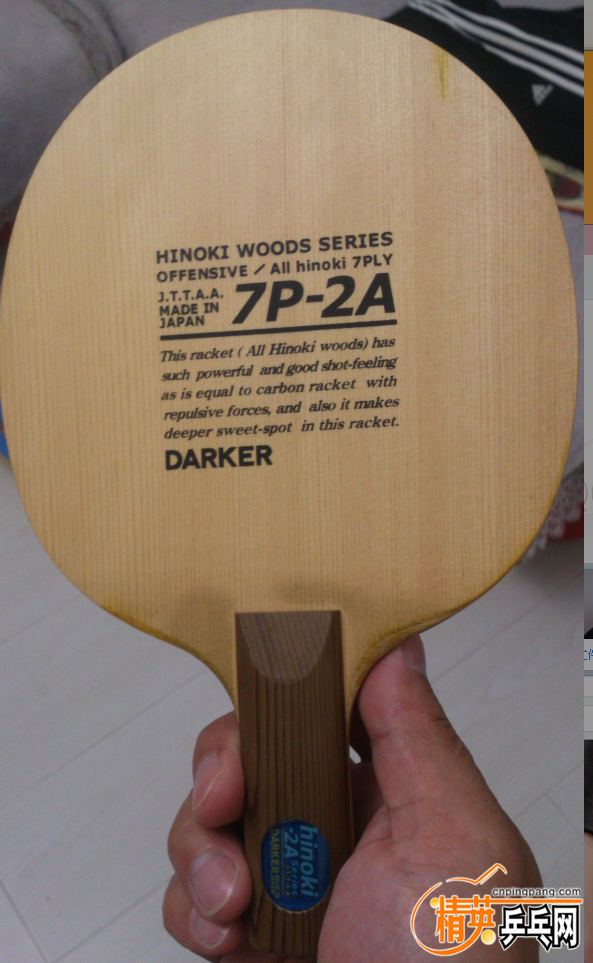 HINOKI WOODS SERIES
OFFENSIVE / All hinoki 7PLY
J.T.T.A.A.
MADE IN
JAPAN
7P-2A
This racket ( All Hinoki woods) has
such powerful and good shot-feeling
as is equal to carbon racket with
repulsive forces, and also it makes
deeper sweet-spot in this racket.
DARKER
hinoki
-2A Series
DARKER
cnpingpang.com
精英乒乓网